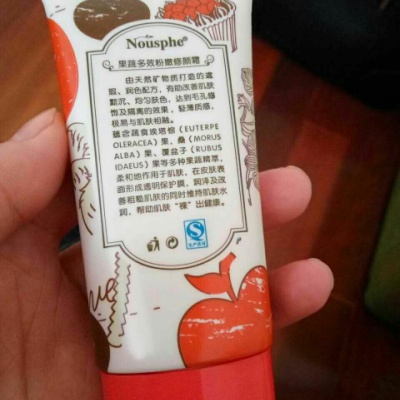 Nousphe®
果蔬多效粉嫩修颜霜
由天然矿物质打造的遮
瑕、润色配方,有助改善肌肤
黯沉、均匀肤色,达到毛孔修
饰及隔离的效果,轻薄质感,
极易与肌肤相融。
蕴含蔬食埃塔棕(EUTERPE
OLERACEA)果、桑(MORUS
ALBA)果、覆盆子(RUBUS
IDAEUS)果等多种果蔬精萃,
柔和地作用于肌肤,在皮肤表
面形成透明保护膜,润泽及改
善粗糙肌肤的同时维持肌肤水
润,帮助肌肤“裸”出健康。